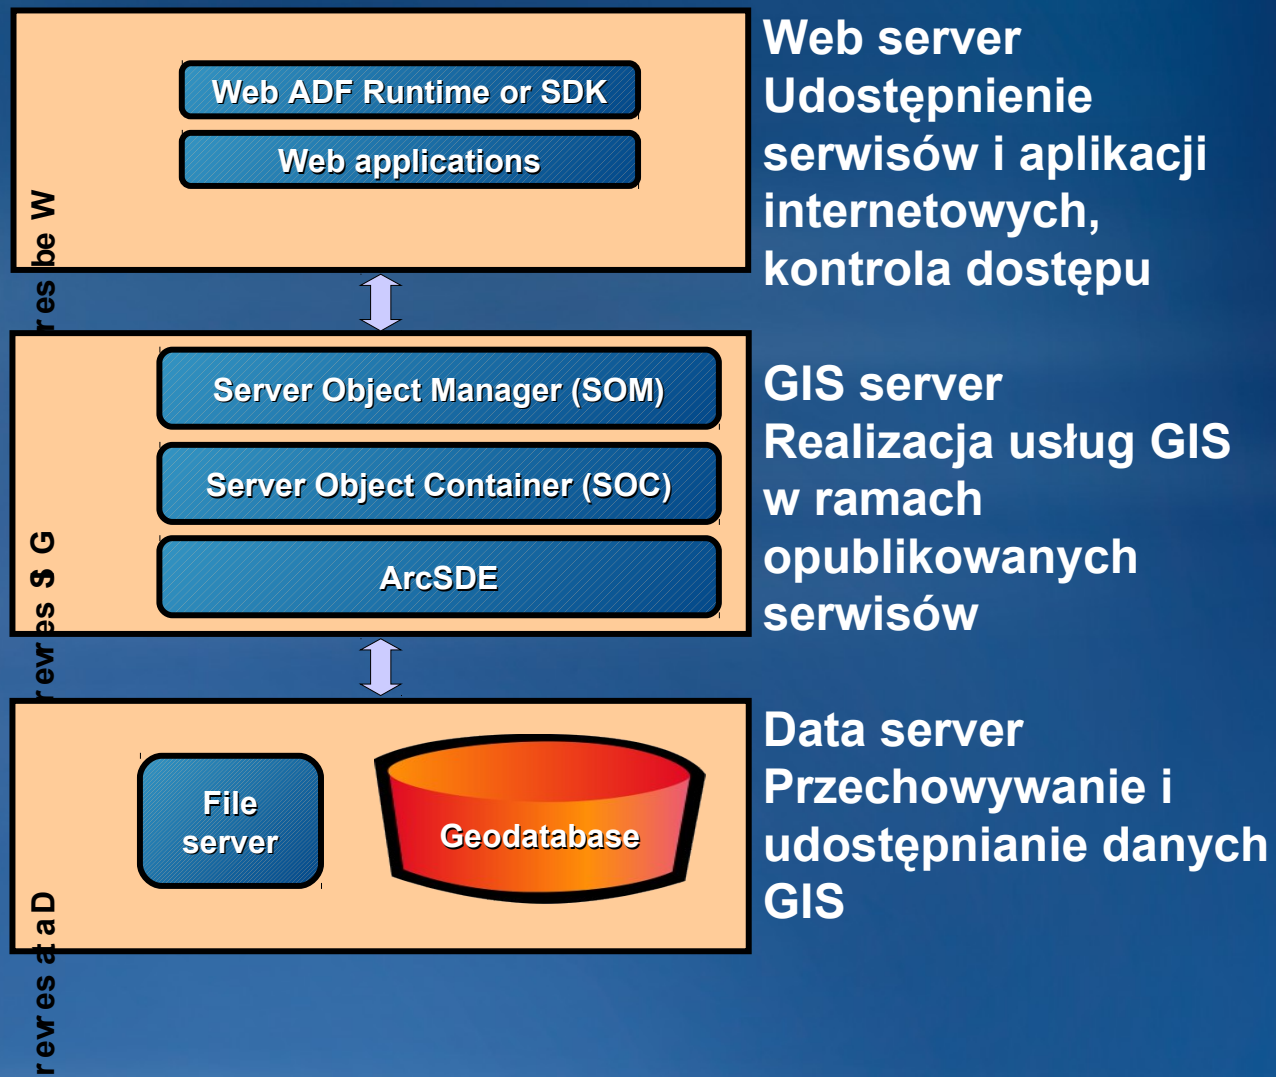 Web ADF Runtime or SDK
Web applications
Web server
Udostępnienie
serwisów i aplikacji
internetowych,
kontrola dostępu
Server Object Manager (SOM)
Server Object Container (SOC)
ArcSDE
GIS server
Realizacja usług GIS
w ramach
opublikowanych
serwisów
File
server
Geodatabase
Data server
Przechowywanie i
udostępnianie danych
GIS